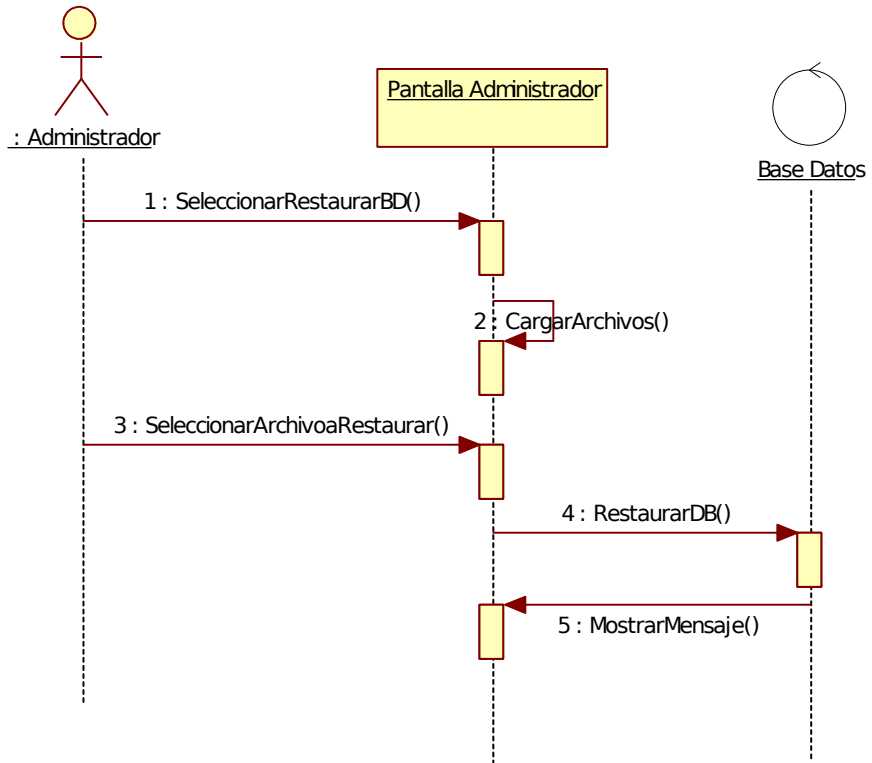 : Administrador
Pantalla Administrador
Base Datos
1 : SeleccionarRestaurarBD()
2 : CargarArchivos()
3 : SeleccionarArchivoaRestaurar()
4 : RestaurarDB()
5 : MostrarMensaje()